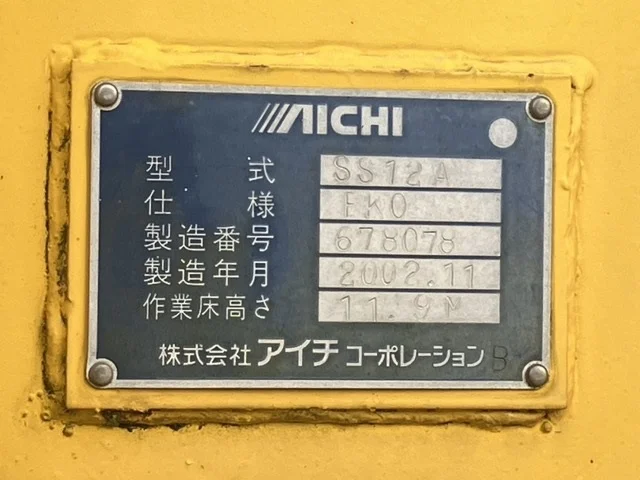 AICHI
型式 SS12A
仕様 FK0
製造番号 678078
製造年月 2002.11
作業床高さ 11.9M
株式会社 アイチ コーポレーション B